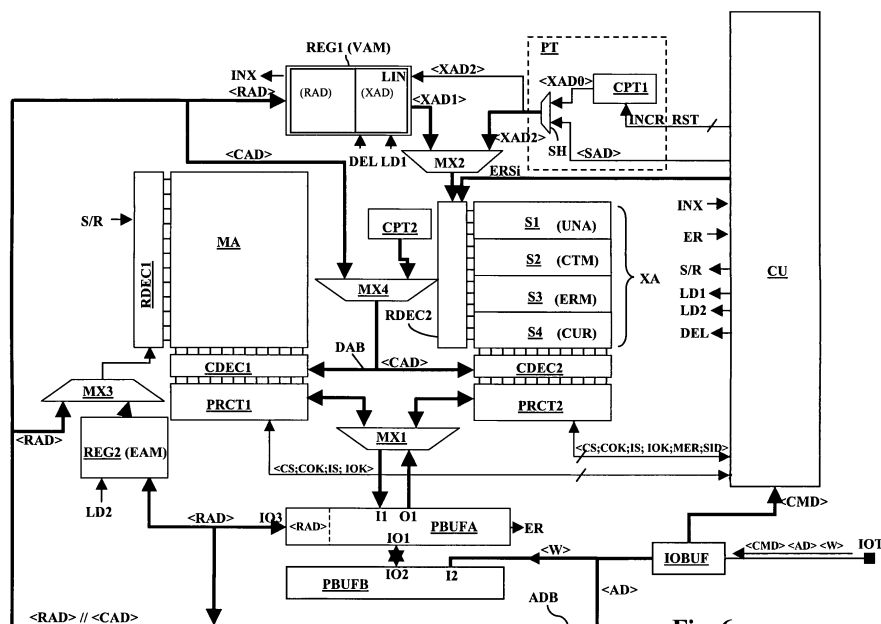 REG1 (VAM)
PT
INX
LIN
<XAD2>
<XAD0>
CPT1
<RAD>
(RAD)
(XAD)
<XAD1>
INCR RST
<XAD2>
SH
<SAD>
DEL LD1
MX2
<CAD>
ERSi
S/R
RDEC1
MA
CPT2
S1 (UNA)
S2 (CTM)
S3 (ERM)
S4 (CUR)
XA
INX
ER
S/R
LD1
LD2
DEL
CU
MX4
RDEC2
DAB
<CAD>
CDEC1
CDEC2
MX3
PRCT1
PRCT2
MX1
<RAD>
REG2 (EAM)
<CS;COK;IS; IOK>
<CS;COK;IS; IOK;MER;SID>
LD2
<CMD>
<RAD>
IO3
<RAD>
I1
O1
PBUFA
ER
IO1
<W>
IOBUF
<CMD> <AD> <W>
IOT
IO2
I2
PBUFB
<AD>
<RAD> // <CAD>
ADB